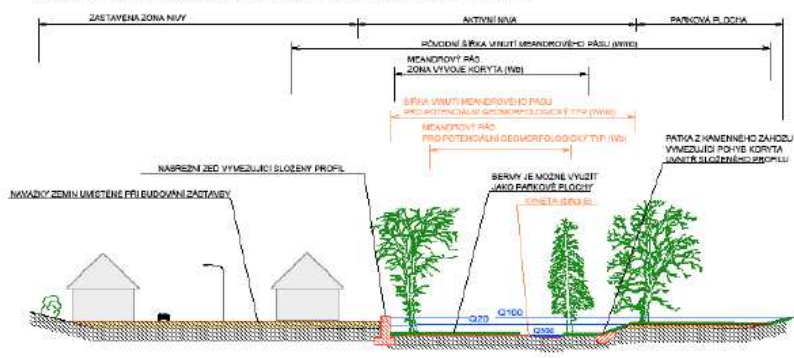 ZASTAVĚNÁ ZÓNA NIVY
AKTIVNÍ NIVA
PARKOVÁ PLOCHA
PŮVODNÍ ŠÍŘKA VINUTÍ MEANDROVÉHO PÁSU (Wmb)
MEANDROVÝ PÁS
ZÓNA VÝVOJE KORYTA (Wb)
ŠÍŘKA VINUTÍ MEANDROVÉHO PÁSU
PRO POTENCIÁLNÍ GEOMORFOLOGICKÝ TYP (Wmb)
MEANDROVÝ PÁS
PRO POTENCIÁLNÍ GEOMORFOLOGICKÝ TYP (Wb)
PATKA Z KAMENNÉHO ZÁHOZU
VYMEZUJÍCÍ POHYB KORYTA
UVNITŘ SLOŽENÉHO PROFILU
NÁBŘEŽNÍ ZEĎ VYMEZUJÍCÍ SLOŽENÝ PROFIL
BERMY JE MOŽNÉ VYUŽÍT
JAKO PARKOVÉ PLOCHY
NAVÁŽKY ZEMIN UMÍSTĚNÉ PŘI BUDOVÁNÍ ZÁSTAVBY
KYNETA
Q100
Q20